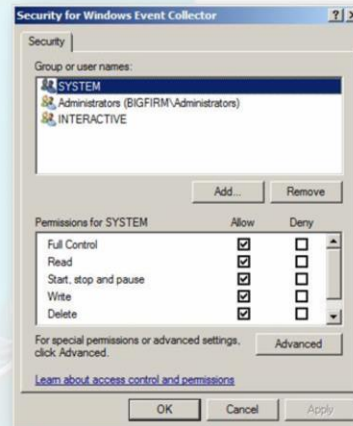 Security for Windows Event Collector
Security
Group or user names:
SYSTEM
Administrators (BIGFIRM\Administrators)
INTERACTIVE
Add... Remove
Permissions for SYSTEM Allow Deny
Full Control
Read
Start, stop and pause
Write
Delete
For special permissions or advanced settings,
click Advanced.
Advanced
Learn about access control and permissions
OK Cancel Apply